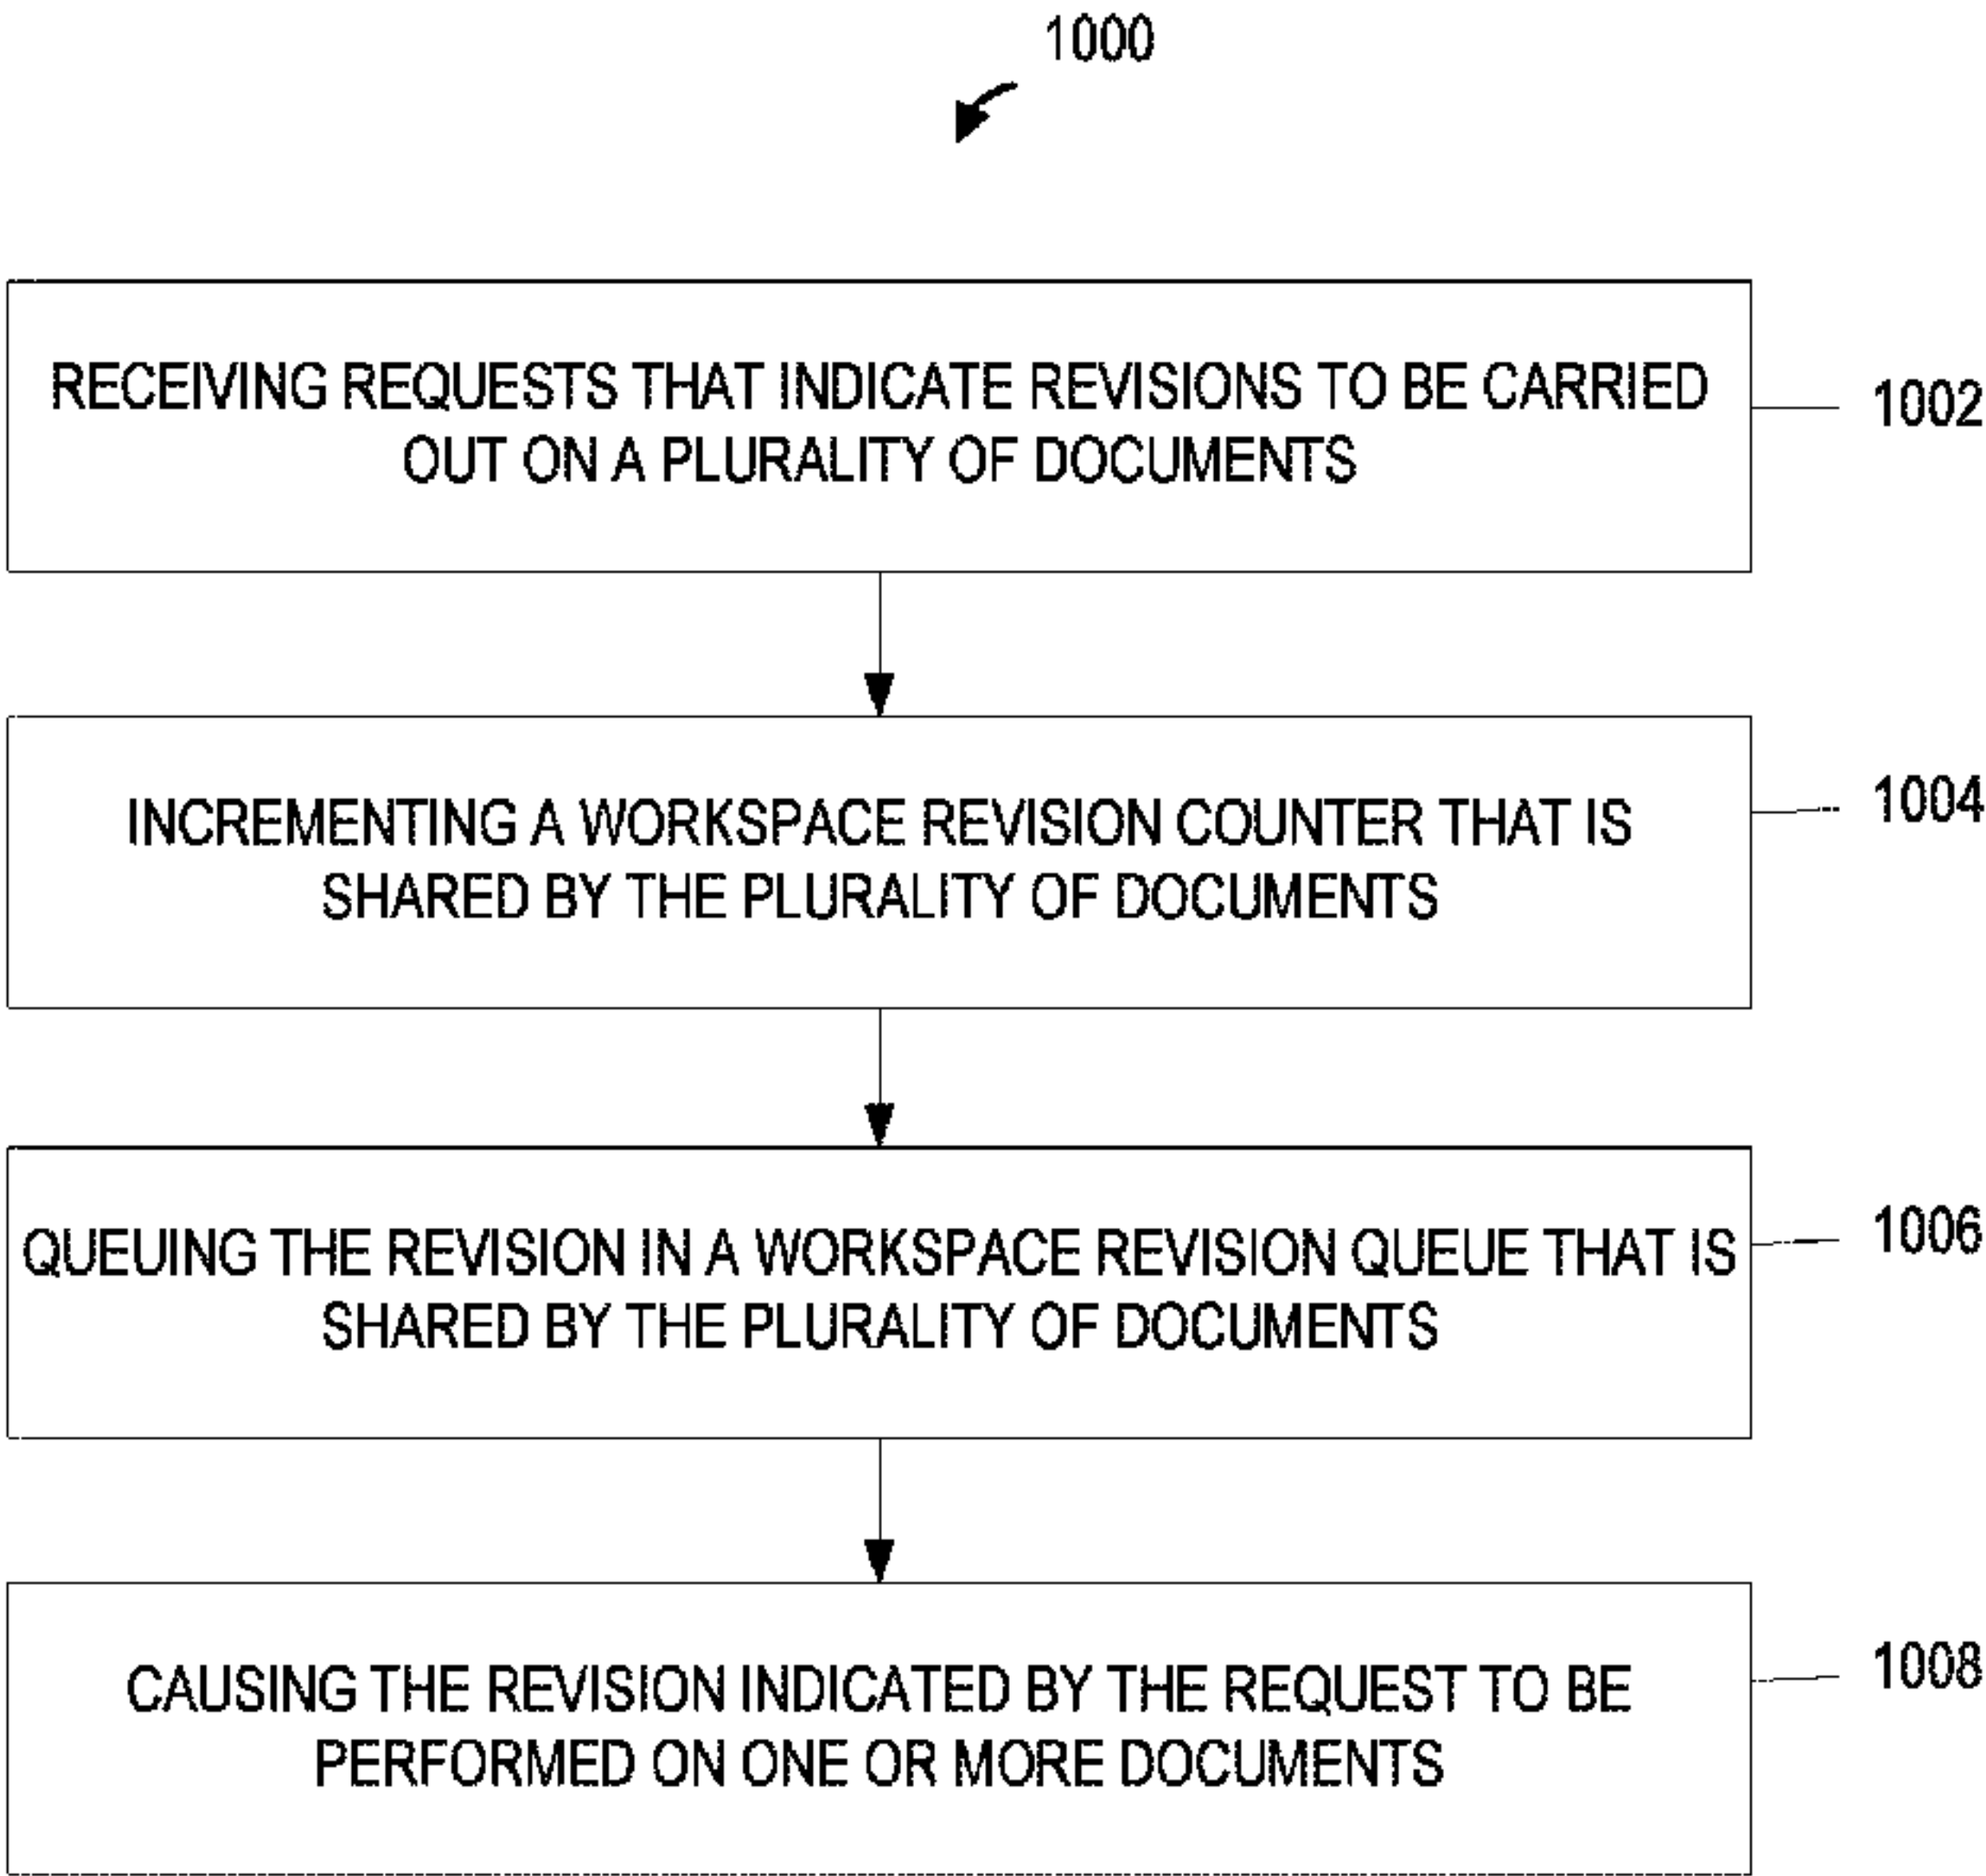 1000
RECEIVING REQUESTS THAT INDICATE REVISIONS TO BE CARRIED
OUT ON A PLURALITY OF DOCUMENTS
1002
INCREMENTING A WORKSPACE REVISION COUNTER THAT IS
SHARED BY THE PLURALITY OF DOCUMENTS
1004
QUEUING THE REVISION IN A WORKSPACE REVISION QUEUE THAT IS
SHARED BY THE PLURALITY OF DOCUMENTS
1006
CAUSING THE REVISION INDICATED BY THE REQUEST TO BE
PERFORMED ON ONE OR MORE DOCUMENTS
1008